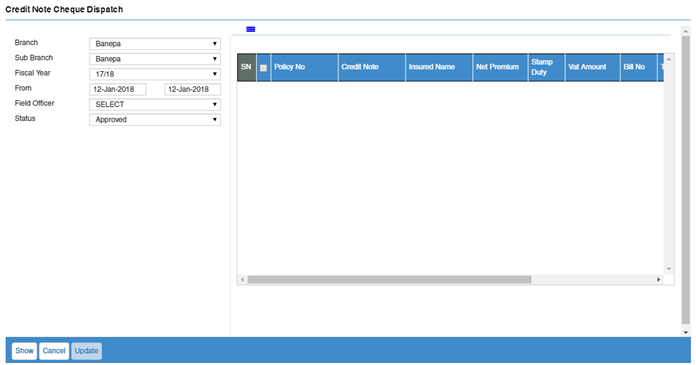 Credit Note Cheque Dispatch
Branch Banepa
Sub Branch Banepa
Fiscal Year 17/18
From 12-Jan-2018 12-Jan-2018
Field Officer SELECT
Status Approved
SN Policy No Credit Note Insured Name Net Premium Stamp Duty Vat Amount Bill No T
Show Cancel Update